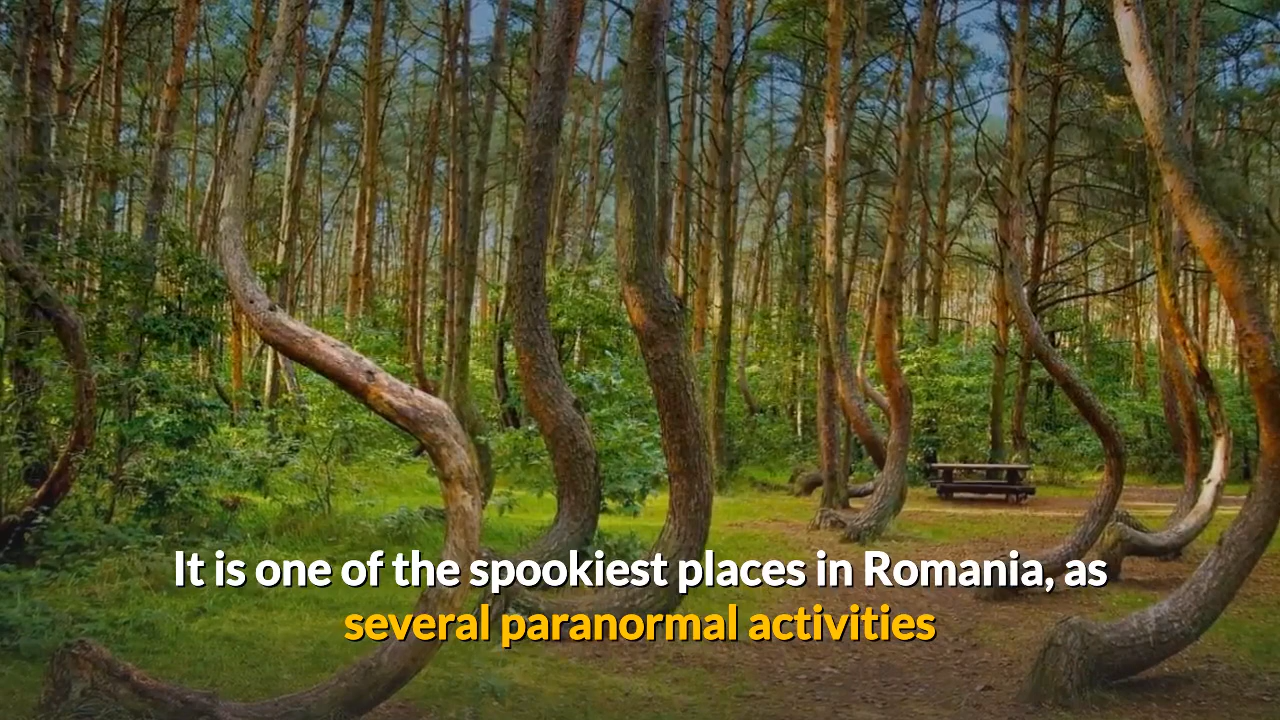 It is one of the spookiest places in Romania, as
several paranormal activities